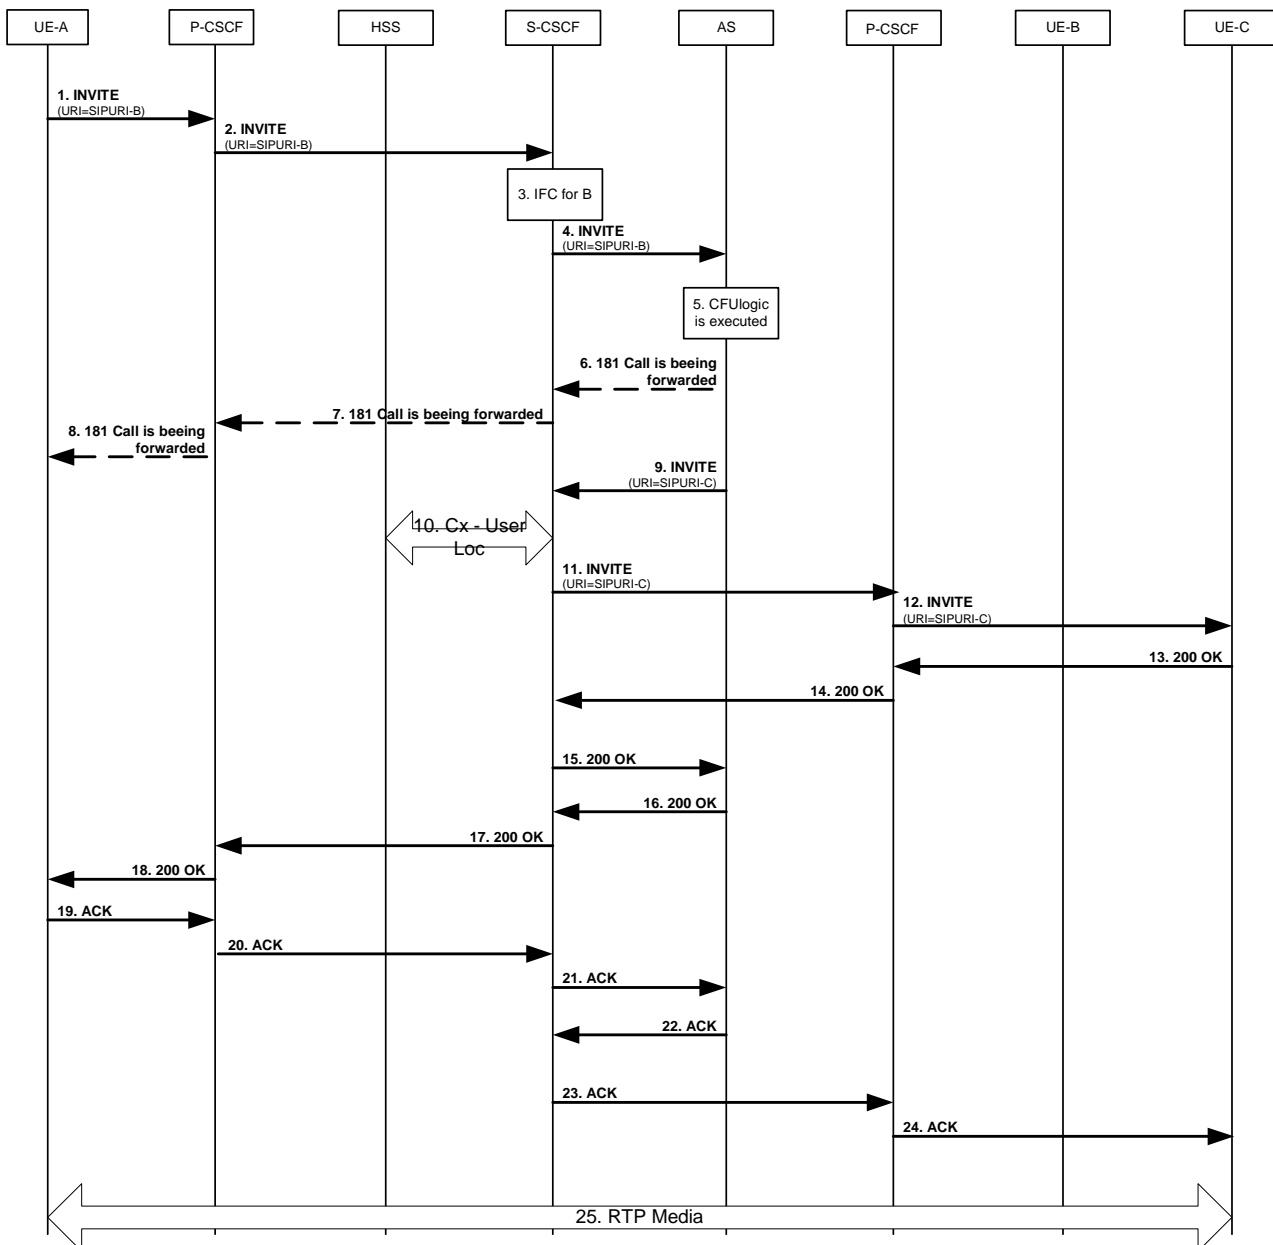 UE-A
P-CSCF
HSS
S-CSCF
AS
P-CSCF
UE-B
UE-C
1. INVITE
(URI=SIPURI-B)
2. INVITE
(URI=SIPURI-B)
3. IFC for B
4. INVITE
(URI=SIPURI-B)
5. CFUlogic
is executed
6. 181 Call is beeing
forwarded
7. 181 Call is beeing forwarded
8. 181 Call is beeing
forwarded
9. INVITE
(URI=SIPURI-C)
10. Cx - User
Loc
11. INVITE
(URI=SIPURI-C)
12. INVITE
(URI=SIPURI-C)
13. 200 OK
14. 200 OK
15. 200 OK
16. 200 OK
17. 200 OK
18. 200 OK
19. ACK
20. ACK
21. ACK
22. ACK
23. ACK
24. ACK
25. RTP Media